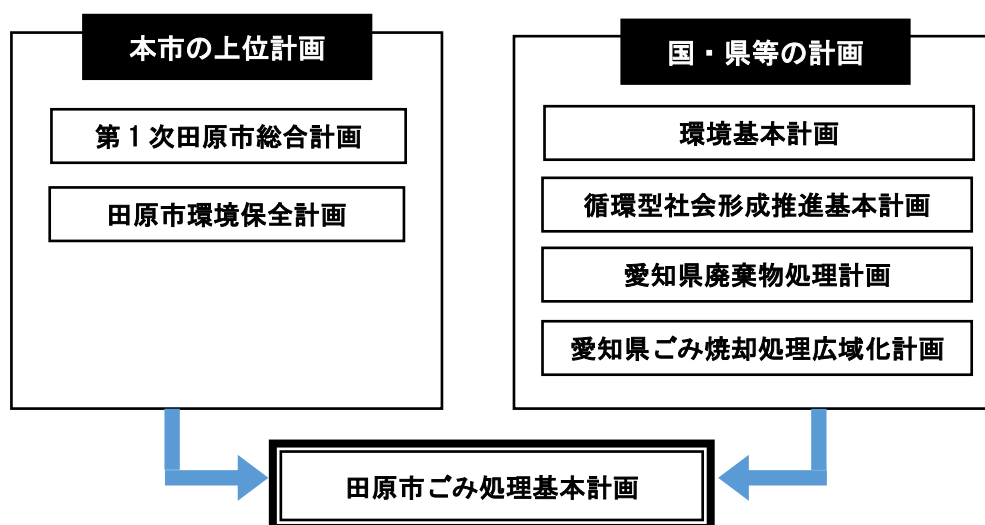 本市の上位計画
第1次田原市総合計画
田原市環境保全計画
国・県等の計画
環境基本計画
循環型社会形成推進基本計画
愛知県廃棄物処理計画
愛知県ごみ焼却処理広域化計画
田原市ごみ処理基本計画